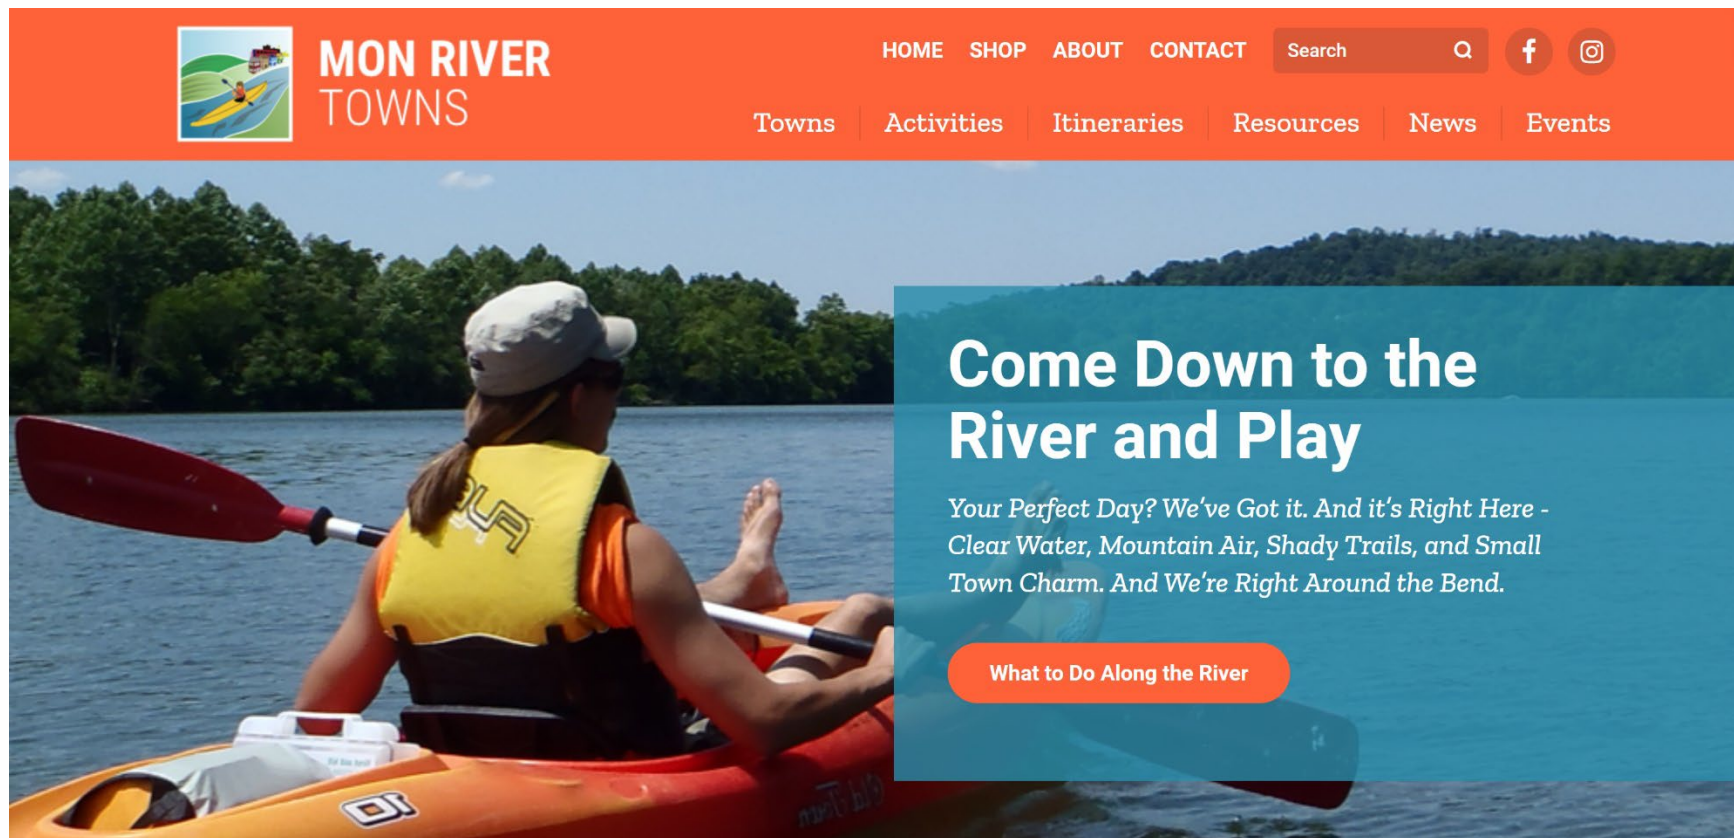 MON RIVER
TOWNS
HOME SHOP ABOUT CONTACT Search
Towns Activities Itineraries Resources News Events
Come Down to the
River and Play
Your Perfect Day? We've Got it. And it's Right Here -
Clear Water, Mountain Air, Shady Trails, and Small
Town Charm. And We're Right Around the Bend.
What to Do Along the River